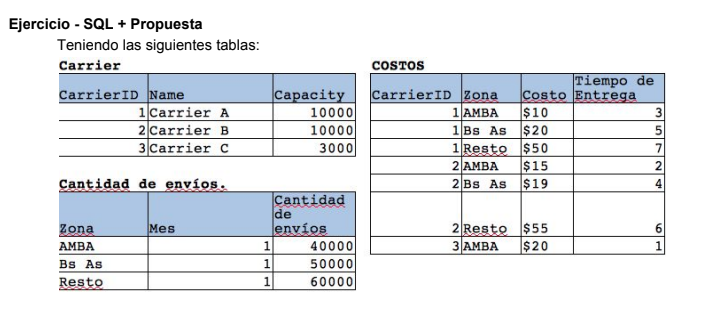 Ejercicio - SQL + Propuesta
Teniendo las siguientes tablas:
Carrier
CarrierID Name Capacity
1 Carrier A 10000
2 Carrier B 10000
3 Carrier C 3000
Cantidad de envíos.
Zona Mes Cantidad de envíos
AMBA 1 40000
Bs As 1 50000
Resto 1 60000
COSTOS
CarrierID Zona Costo Tiempo de Entrega
1 AMBA $10 3
1 Bs As $20 5
1 Resto $50 7
2 AMBA $15 2
2 Bs As $19 4
2 Resto $55 6
3 AMBA $20 1